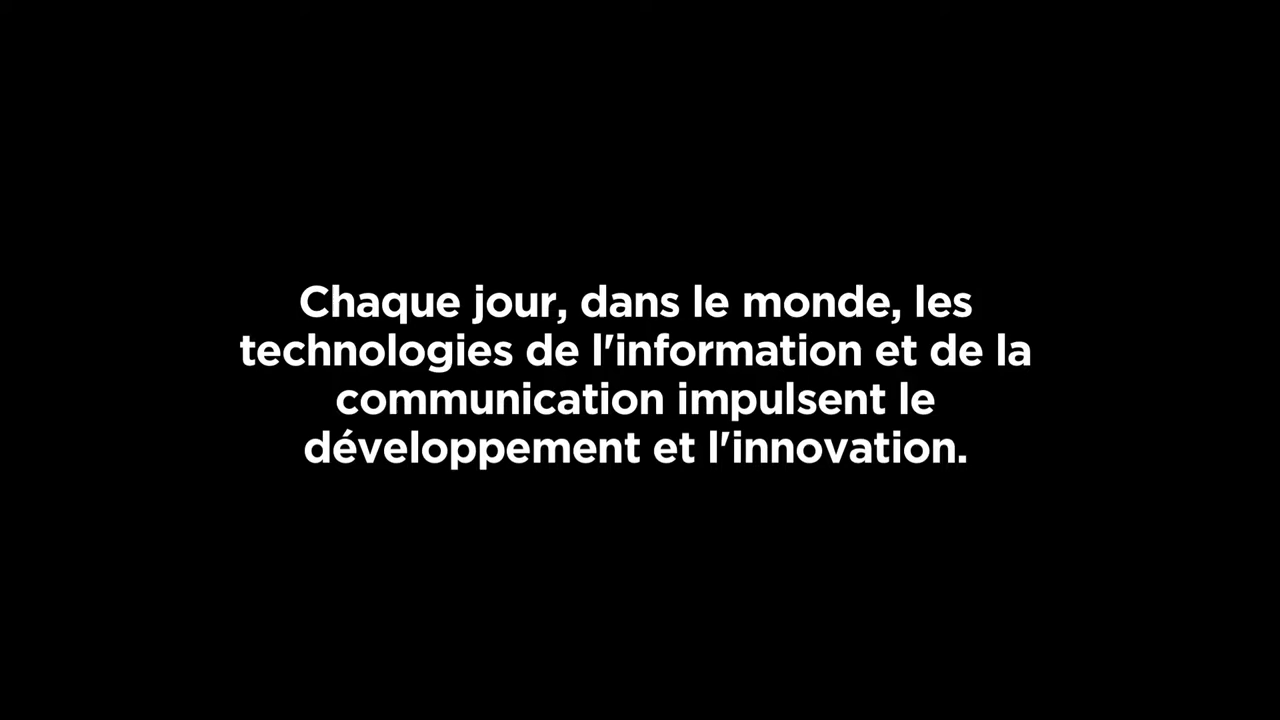 Chaque jour, dans le monde, les
technologies de l'information et de la
communication impulsent le
développement et l'innovation.